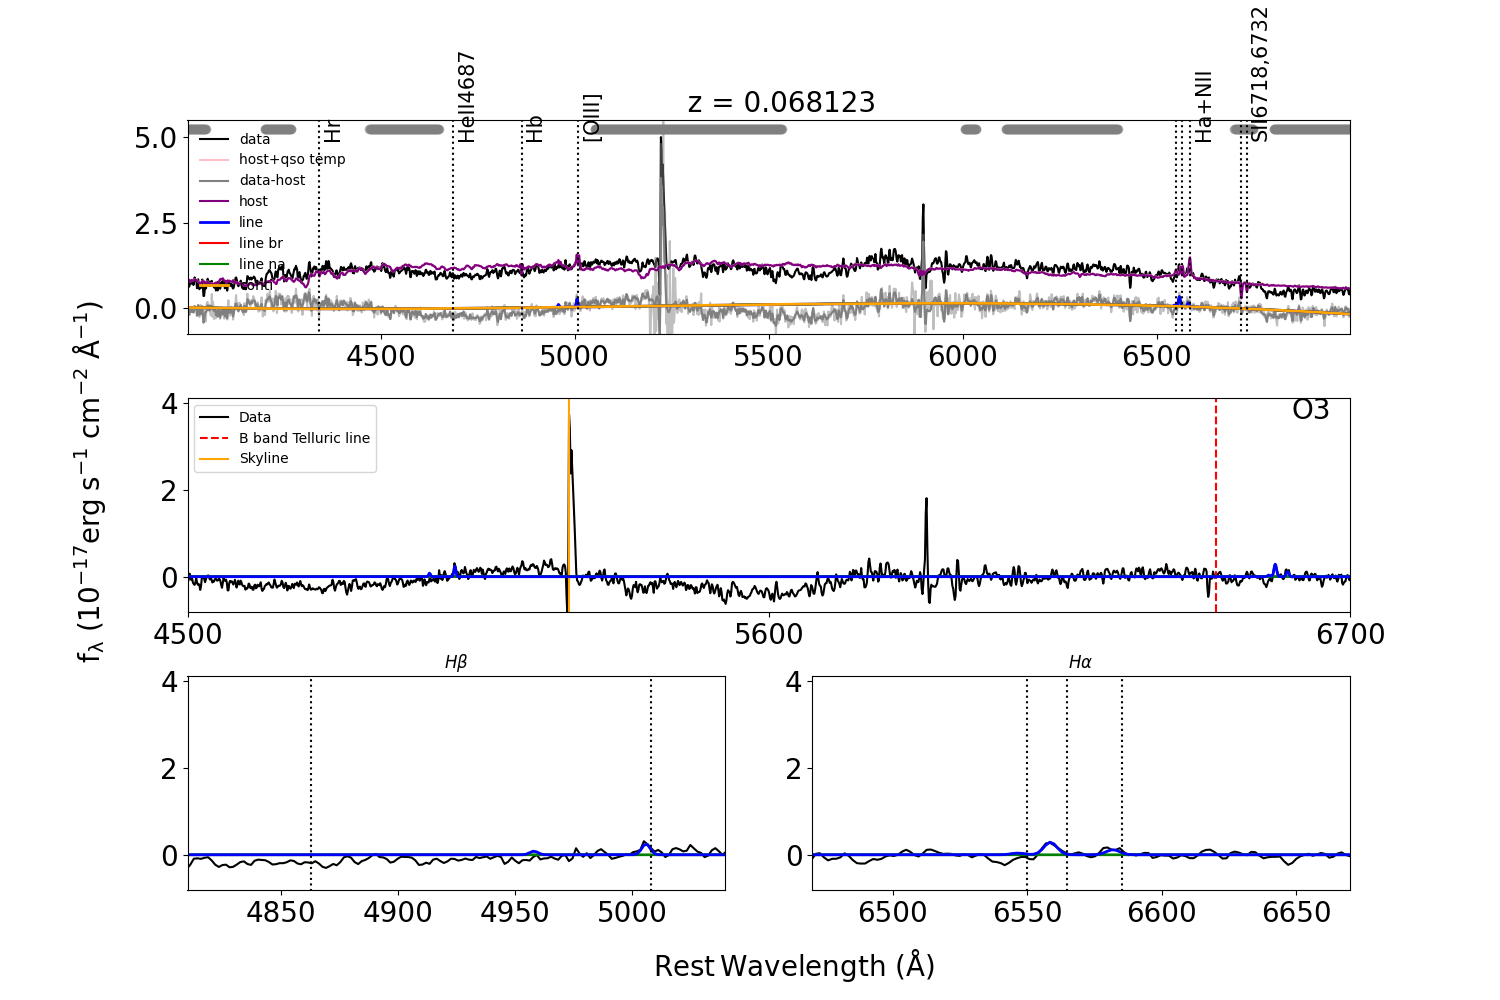 z = 0.068123
Hr
HeII4687
Hb
[OIII]
Ha+NII
SII6718,6732
data
host+qso temp
data-host
host
line
line br
line na
conti
5.0
2.5
0.0
4500
5000
5500
6000
6500
O3
Data
B band Telluric line
Skyline
4
2
0
4500
5600
6700
fλ (10−17erg s−1 cm−2 Å−1)
Hβ
4
2
0
4850
4900
4950
5000
Hα
4
2
0
6500
6550
6600
6650
Rest Wavelength (Å)